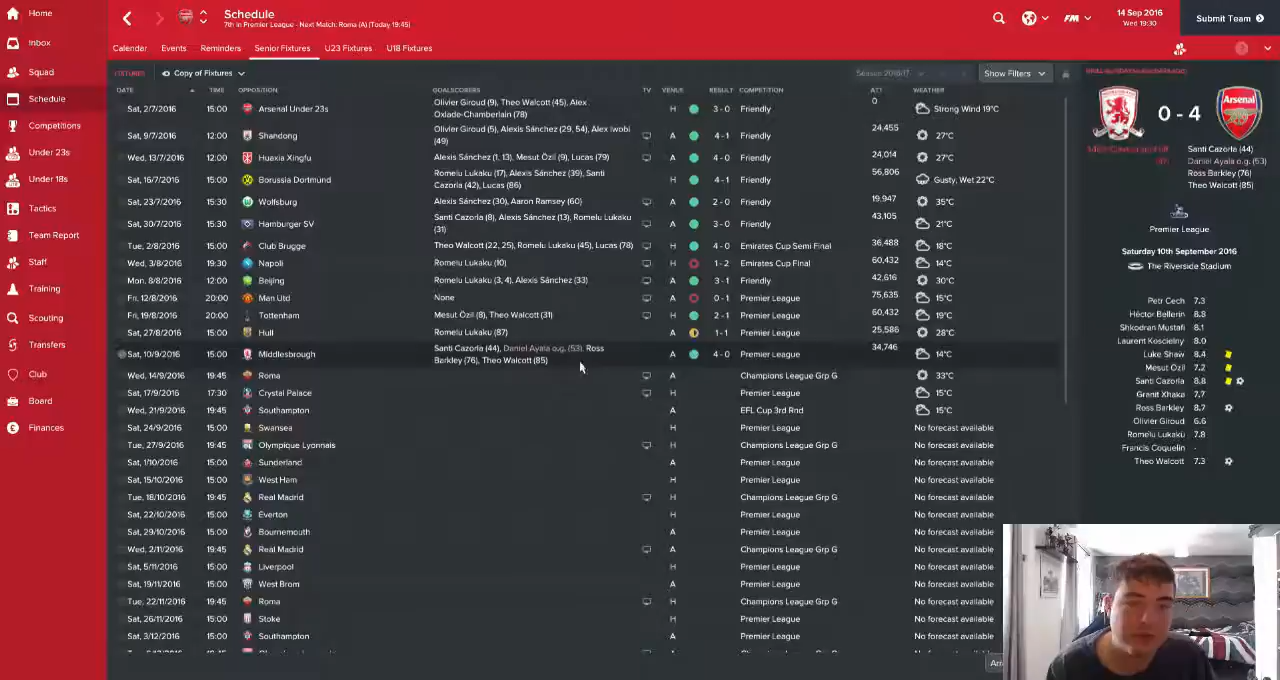 Home
Inbox
Squad
Schedule
Competitions
Under 23s
Under 18s
Tactics
Team Report
Staff
Training
Scouting
Transfers
Club
Board
Finances
Schedule
7th in Premier League - Next Match: Roma (A) [Today 19:45]
FM
14 Sep 2016
Wed 19:30
Submit Team
Calendar Events Reminders Senior Fixtures U23 Fixtures U18 Fixtures
FIXTURES Copy of Fixtures Season 2016/17 Show Filters
DATE TIME OPPOSITION GOALSCORERS TV VENUE RESULT COMPETITION ATT WEATHER
Sat, 2/7/2016 15:00 Arsenal Under 23s Olivier Giroud (9), Theo Walcott (45), Alex Oxlade-Chamberlain (78) H 3 - 0 Friendly 0 Strong Wind 19°C
Sat, 9/7/2016 12:00 Shandong Olivier Giroud (5), Alexis Sánchez (29, 54), Alex Iwobi (49) A 4-1 Friendly 24,455 27°C
Wed, 13/7/2016 12:00 Huaxia Xingfu Alexis Sánchez (1, 13), Mesut Özil (9), Lucas (79) A 4-0 Friendly 24,014 27°C
Sat, 16/7/2016 15:00 Borussia Dortmund Romelu Lukaku (17), Alexis Sánchez (39), Santi Cazorla (42), Lucas (86) H 4-1 Friendly 56,806 Gusty, Wet 22°C
Sat, 23/7/2016 15:30 Wolfsburg Alexis Sánchez (30), Aaron Ramsey (60) A 2-0 Friendly 19,947 35°C
Sat, 30/7/2016 15:30 Hamburger SV Santi Cazorla (8), Alexis Sánchez (13), Romelu Lukaku (31) A 3-0 Friendly 43,105 21°C
Tue, 2/8/2016 15:00 Club Brugge Theo Walcott (22, 25), Romelu Lukaku (45), Lucas (78) H 4-0 Emirates Cup Semi Final 36,488 18°C
Wed, 3/8/2016 19:30 Napoli Romelu Lukaku (10) H 1-2 Emirates Cup Final 60,432 14°C
Mon, 8/8/2016 12:00 Beijing Romelu Lukaku (3, 4), Alexis Sánchez (33) A 3-1 Friendly 42,616 30°C
Fri, 12/8/2016 20:00 Man Utd None A 0-1 Premier League 75,635 15°C
Fri, 19/8/2016 20:00 Tottenham Mesut Özil (8), Theo Walcott (31) H 2-1 Premier League 60,432 19°C
Sat, 27/8/2016 15:00 Hull Romelu Lukaku (87) A 1-1 Premier League 25,586 28°C
Sat, 10/9/2016 15:00 Middlesbrough Santi Cazorla (44), Daniel Ayala o.g. (53), Ross Barkley (76), Theo Walcott (85) A 4-0 Premier League 34,746 14°C
Wed, 14/9/2016 19:45 Roma A Champions League Grp G 33°C
Sat, 17/9/2016 17:30 Crystal Palace H Premier League 15°C
Wed, 21/9/2016 19:45 Southampton A EFL Cup 3rd Rnd 15°C
Sat, 24/9/2016 15:00 Swansea H Premier League No forecast available
Tue, 27/9/2016 19:45 Olympique Lyonnais H Champions League Grp G No forecast available
Sat, 1/10/2016 15:00 Sunderland A Premier League No forecast available
Sat, 15/10/2016 15:00 West Ham H Premier League No forecast available
Tue, 18/10/2016 19:45 Real Madrid H Champions League Grp G No forecast available
Sat, 22/10/2016 15:00 Everton H Premier League No forecast available
Sat, 29/10/2016 15:00 Bournemouth A Premier League No forecast available
Wed, 2/11/2016 19:45 Real Madrid A Champions League Grp G No forecast available
Sat, 5/11/2016 15:00 Liverpool H Premier League No forecast available
Sat, 19/11/2016 15:00 West Brom A Premier League No forecast available
Tue, 22/11/2016 19:45 Roma H Champions League Grp G No forecast available
Sat, 26/11/2016 15:00 Stoke H Premier League No forecast available
Sat, 3/12/2016 15:00 Southampton A Premier League No forecast available
Arr
Arsenal
0 - 4
Santi Cazorla (44)
Daniel Ayala o.g. (53)
Ross Barkley (76)
Theo Walcott (85)
Premier League
Saturday 10th September 2016
The Riverside Stadium
Petr Cech 7.3
Héctor Bellerín 8.8
Shkodran Mustafi 8.1
Laurent Koscielny 8.0
Luke Shaw 8.4
Mesut Özil 7.2
Santi Cazorla 8.8
Granit Xhaka 7.7
Ross Barkley 8.7
Olivier Giroud 6.6
Romelu Lukaku 7.8
Francis Coquelin -
Theo Walcott 7.3